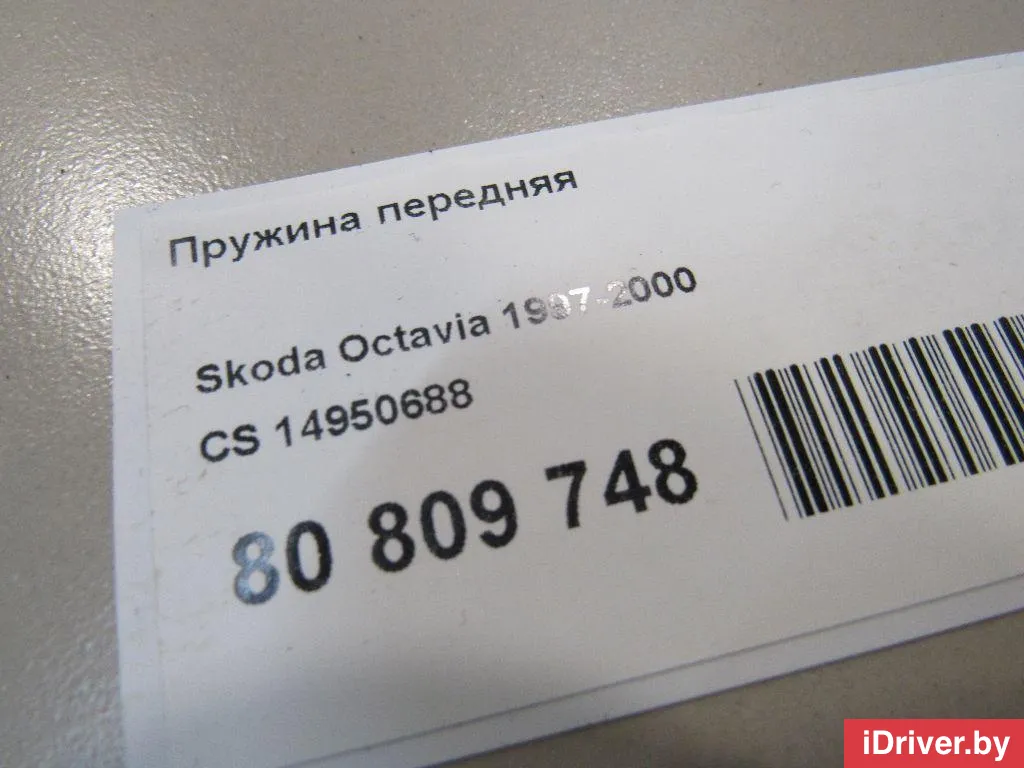 Пружина передняя
Skoda Octavia 1997-2000
CS 14950688
80 809 748
iDriver.by